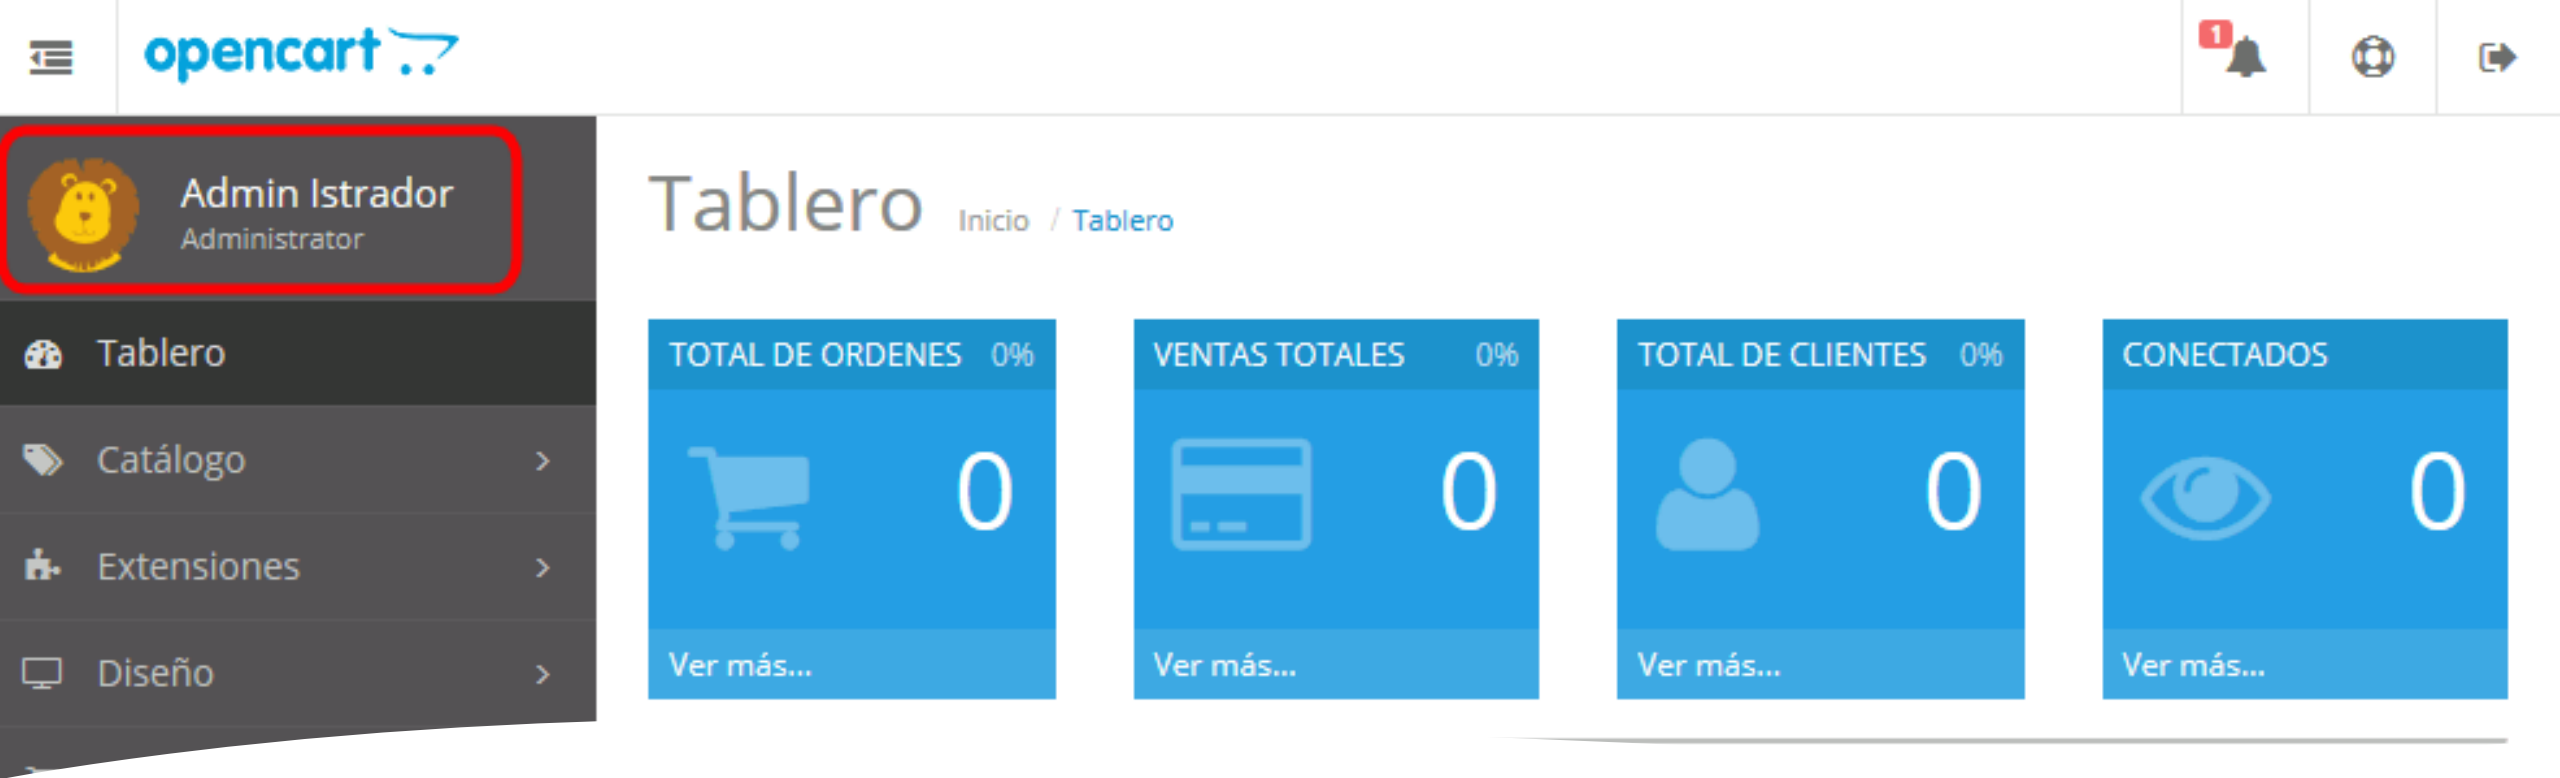 opencart
1
Admin Istrador
Administrator
Tablero
Catálogo
Extensiones
Diseño
Tablero Inicio / Tablero
TOTAL DE ORDENES 0%
0
Ver más...
VENTAS TOTALES 0%
0
Ver más...
TOTAL DE CLIENTES 0%
0
Ver más...
CONECTADOS
0
Ver más...